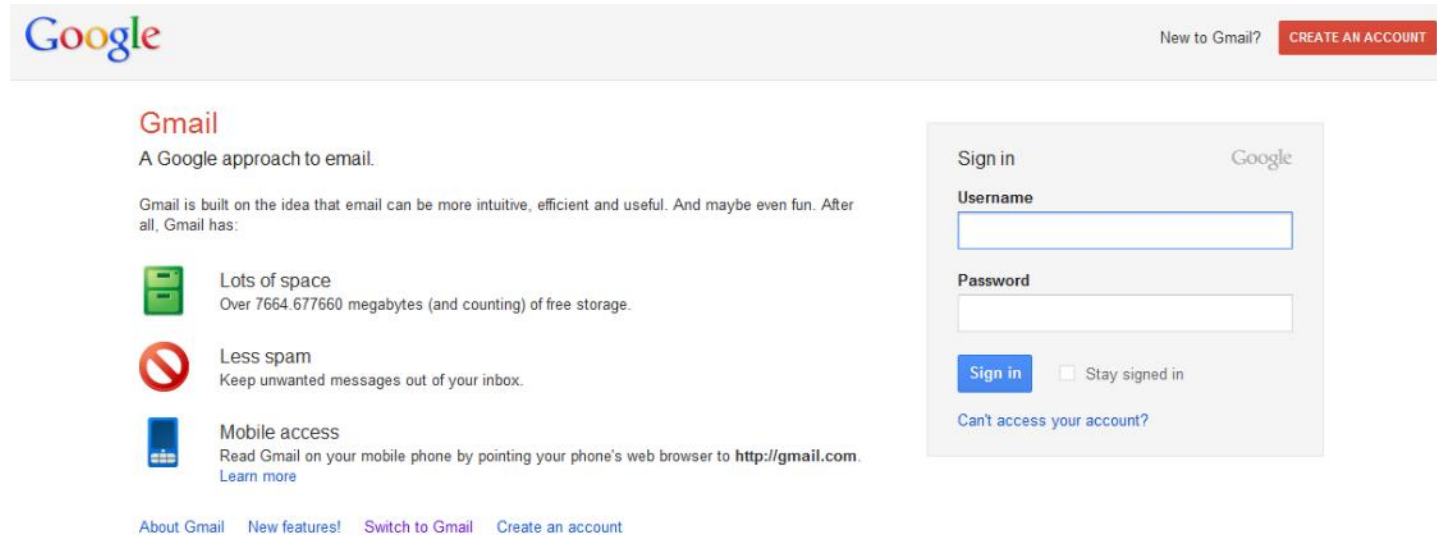 Google
New to Gmail? CREATE AN ACCOUNT
Gmail
A Google approach to email.
Gmail is built on the idea that email can be more intuitive, efficient and useful. And maybe even fun. After
all, Gmail has:
Lots of space
Over 7664.677660 megabytes (and counting) of free storage.
Less spam
Keep unwanted messages out of your inbox.
Mobile access
Read Gmail on your mobile phone by pointing your phone's web browser to http://gmail.com.
Learn more
About Gmail New features! Switch to Gmail Create an account
Sign in Google
Username
Password
Sign in Stay signed in
Can't access your account?